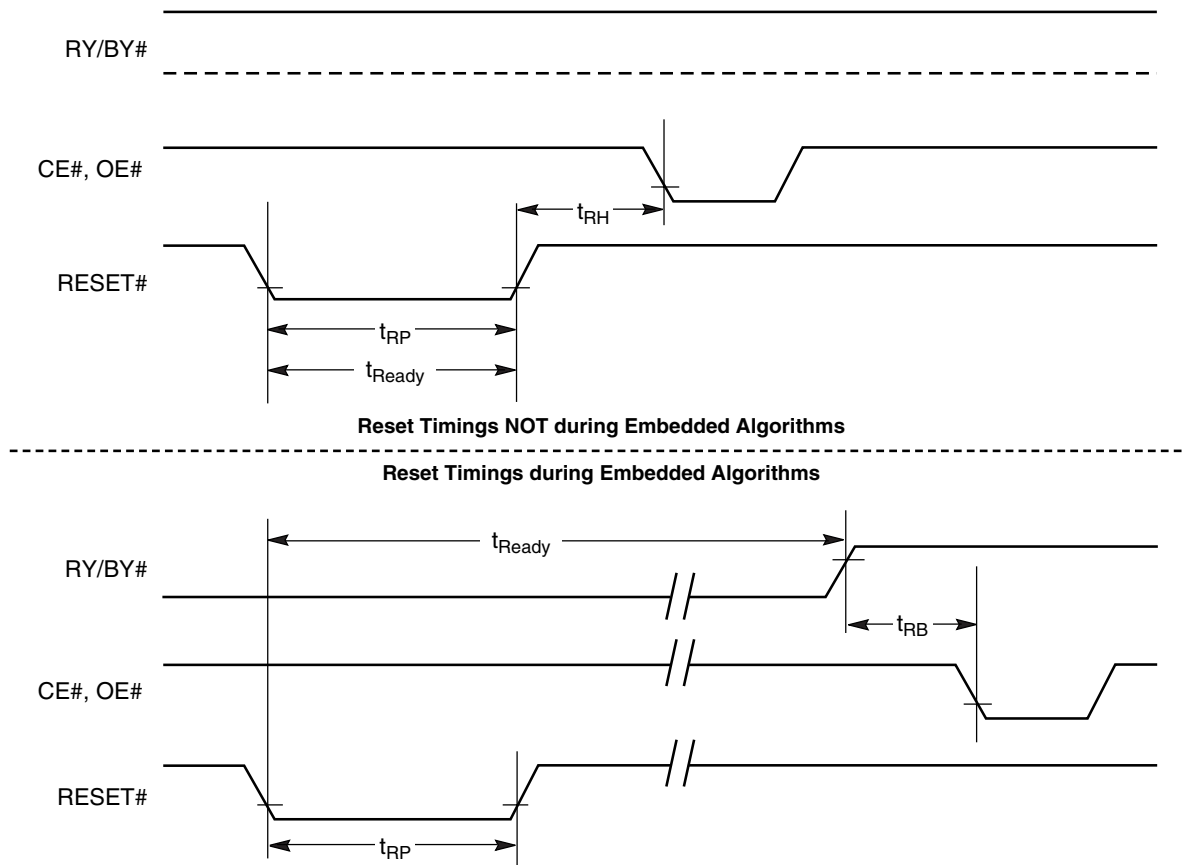 RY/BY#
CE#, OE#
tRH
RESET#
tRP
tReady
Reset Timings NOT during Embedded Algorithms
Reset Timings during Embedded Algorithms
tReady
RY/BY#
tRB
CE#, OE#
RESET#
tRP